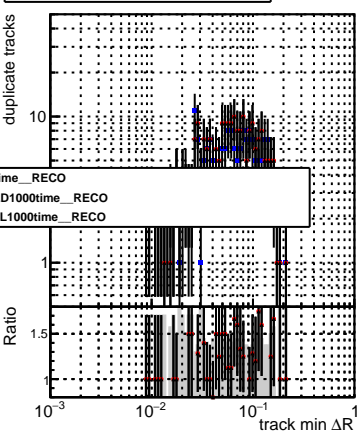 duplicate tracks
10
ime__RECO
D1000time__RECO
L1000time__RECO
1
Ratio
1.5
1
10⁻³ 10⁻² 10⁻¹ 1
track min ΔR